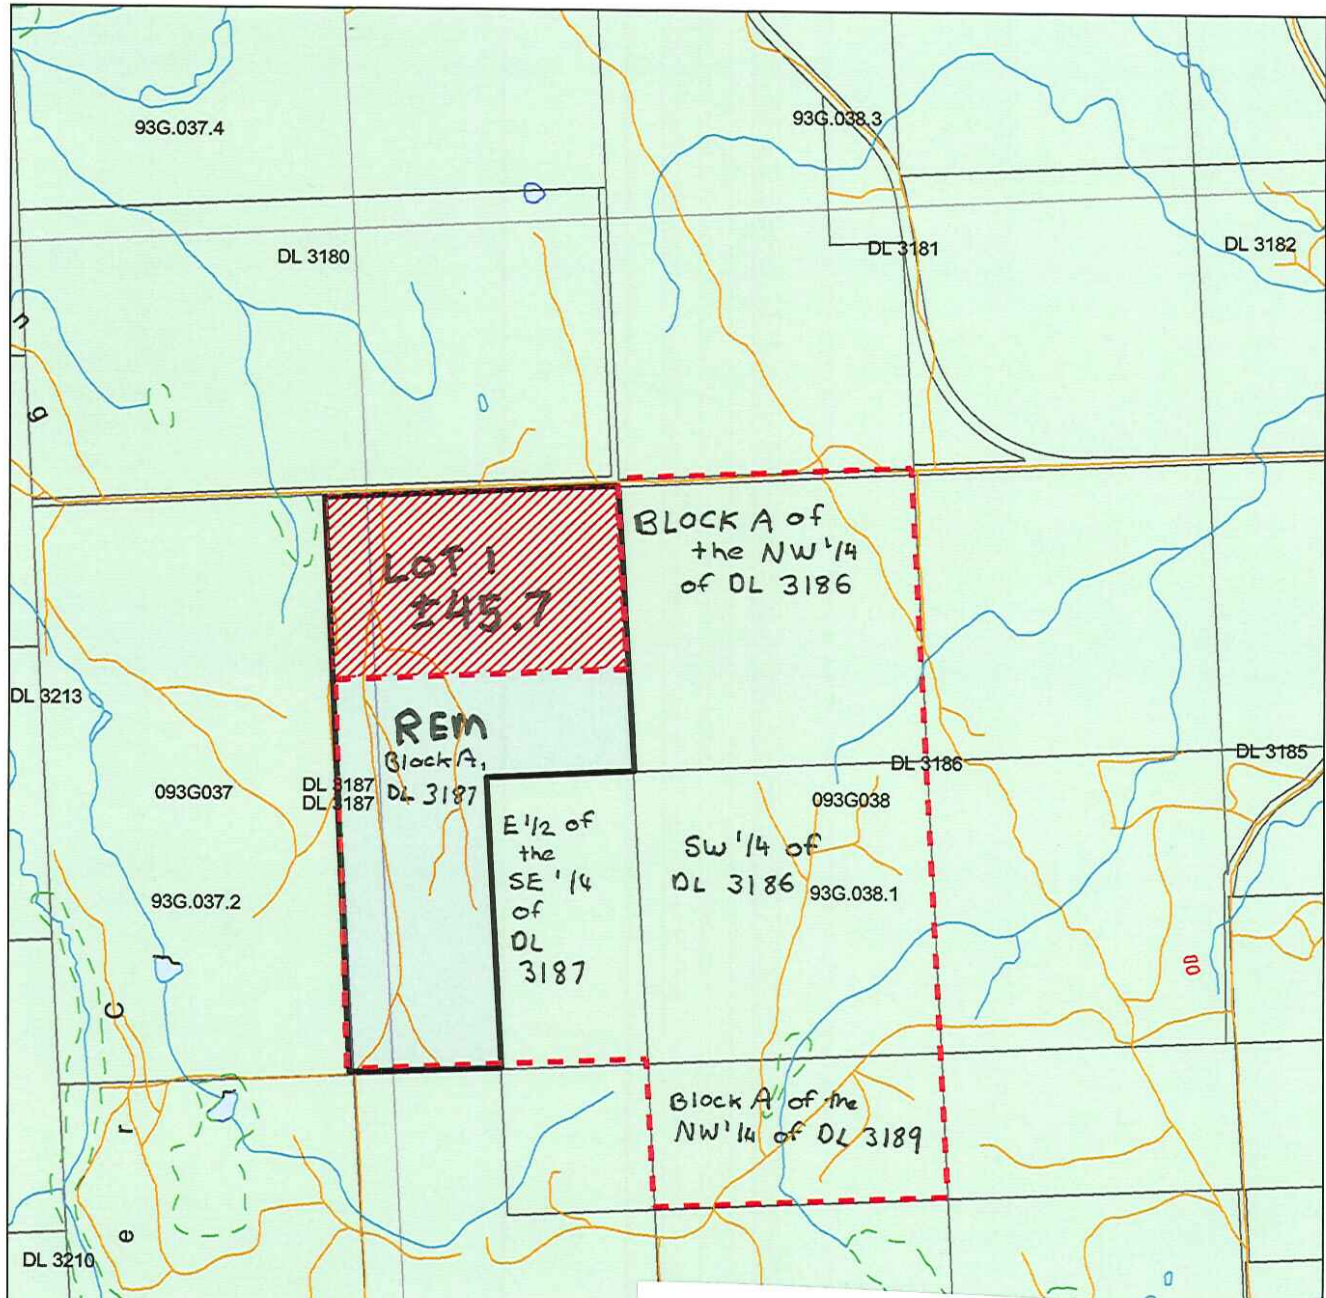 93G.037.4
93G.038.3
DL 3180
DL 3181
DL 3182
n
g
BLOCK A of
the NW 1/4
of DL 3186
LOT 1
±45.7
DL 3213
REM
Block A,
DL 3187
DL 3187
DL 3187
093G037
DL 3186
DL 3185
093G038
E 1/2 of
the
SE 1/4
of
DL
3187
SW 1/4 of
DL 3186
93G.038.1
93G.037.2
C
r
e
Block A of the
NW 1/4 of DL 3189
DL 3210